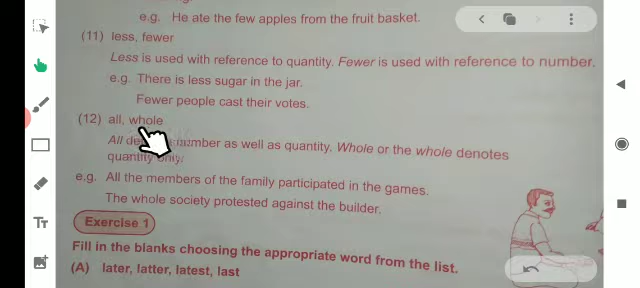 e.g. He ate the few apples from the fruit basket.
(11) less, fewer
Less is used with reference to quantity. Fewer is used with reference to number.
e.g. There is less sugar in the jar.
Fewer people cast their votes.
(12) all, whole
All number as well as quantity. Whole or the whole denotes
quantity only.
e.g. All the members of the family participated in the games.
The whole society protested against the builder.
Exercise 1
Fill in the blanks choosing the appropriate word from the list.
(A) later, latter, latest, last